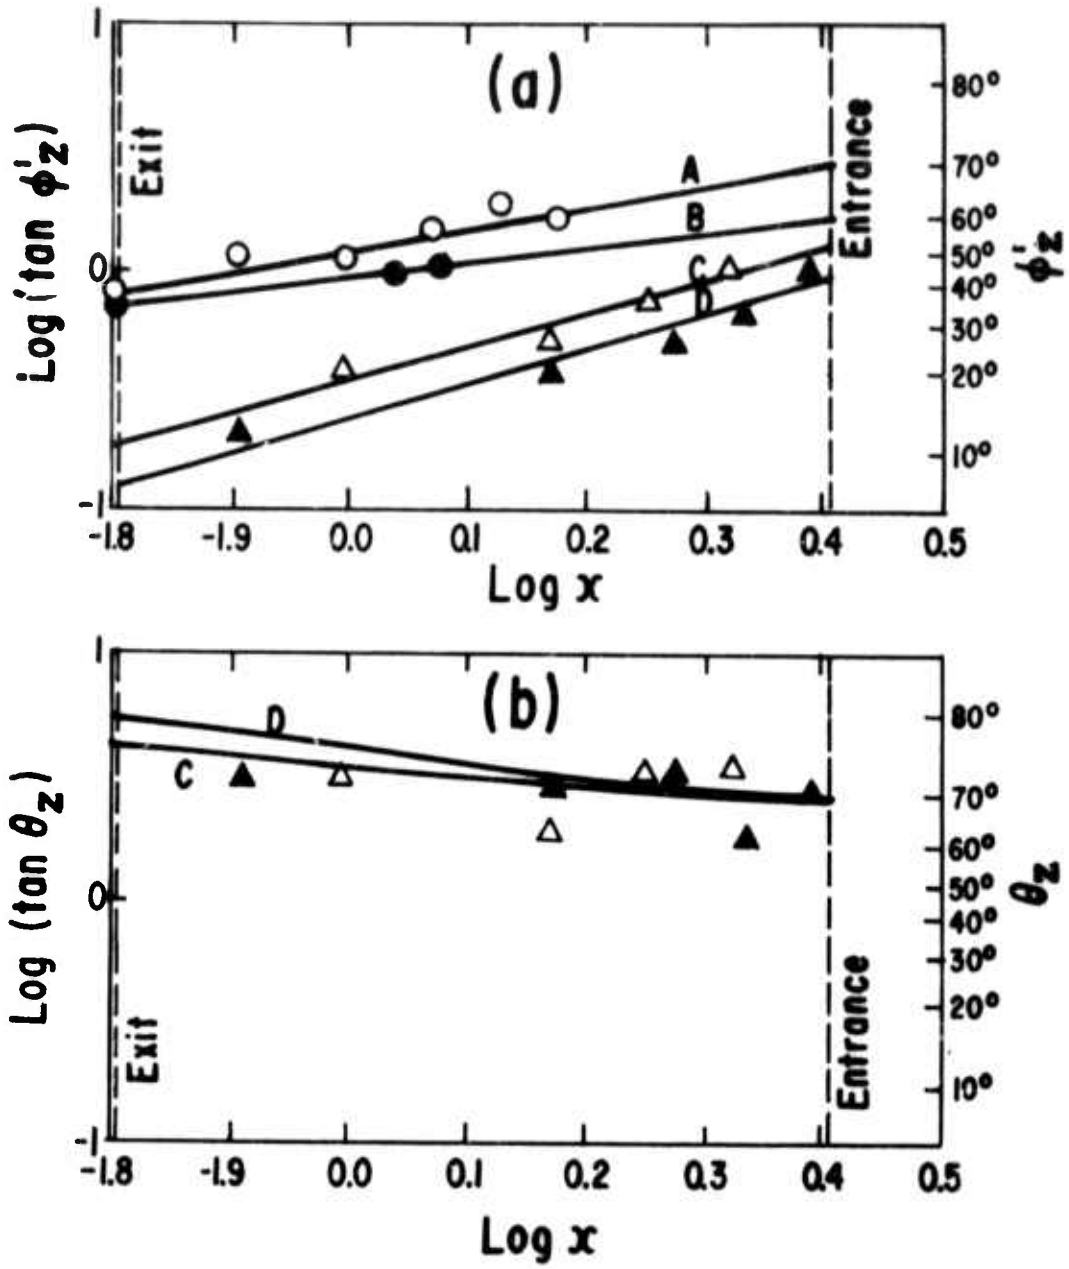 (a)
Log (tan ϕ'z)
1
0
-1
Exit
Entrance
A
B
C
D
80°
70°
60°
50°
40°
30°
20°
10°
ϕ'z
-1.8 -1.9 0.0 0.1 0.2 0.3 0.4 0.5
Log x
(b)
Log (tan θz)
1
0
-1
Exit
Entrance
D
C
80°
70°
60°
50°
40°
30°
20°
10°
θz
-1.8 -1.9 0.0 0.1 0.2 0.3 0.4 0.5
Log x